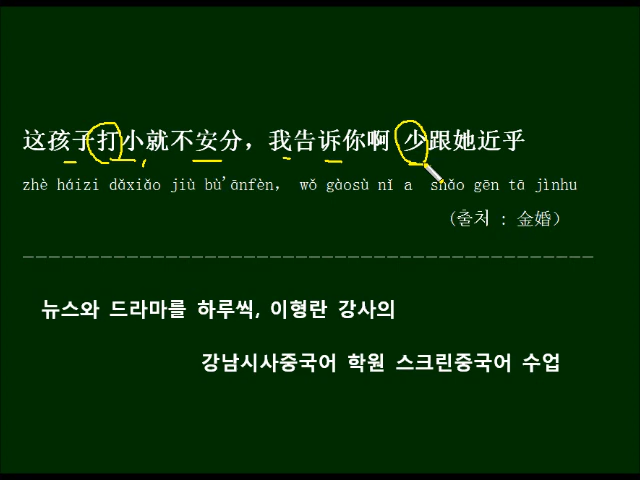 这孩子打小就不安分，我告诉你啊 少跟她近乎
zhè háizi dǎxiǎo jiù bù'ānfèn, wǒ gàosù nǐ a shǎo gēn tā jìnhu
(출처 : 金婚)
뉴스와 드라마를 하루씩, 이형란 강사의
강남시사중국어 학원 스크린중국어 수업